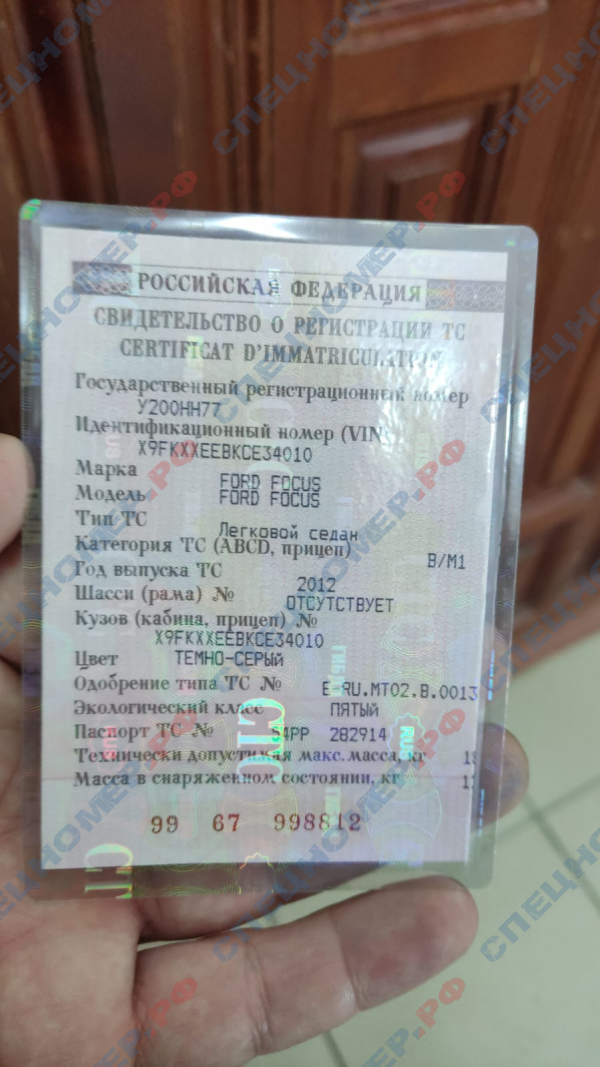 РОССИЙСКАЯ ФЕДЕРАЦИЯ
СВИДЕТЕЛЬСТВО О РЕГИСТРАЦИИ ТС
CERTIFICAT D'IMMATRICULATION
Государственный регистрационный номер
У200НН77
Идентификационный номер (VIN)
X9FKXXEEBKCE34010
Марка FORD FOCUS
Модель FORD FOCUS
Тип ТС Легковой седан
Категория ТС (ABCD, прицеп) B/M1
Год выпуска ТС 2012
Шасси (рама) № ОТСУТСТВУЕТ
Кузов (кабина, прицеп) №
X9FKXXEEBKCE34010
Цвет ТЕМНО-СЕРЫЙ
Одобрение типа ТС № E-RU.MT02.B.0013
Экологический класс ПЯТЫЙ
Паспорт ТС № 54РР 282914
Технически допустимая макс. масса, кг
Масса в снаряженном состоянии, кг
99 67 998812
СТС
RUS
СПЕЦНОМЕР.РФ